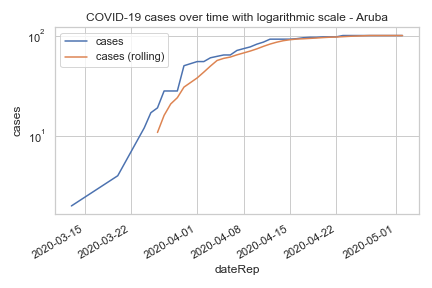 COVID-19 cases over time with logarithmic scale - Aruba
cases
cases (rolling)
10²
10¹
cases
2020-03-15
2020-03-22
2020-04-01
2020-04-08
2020-04-15
2020-04-22
2020-05-01
dateRep